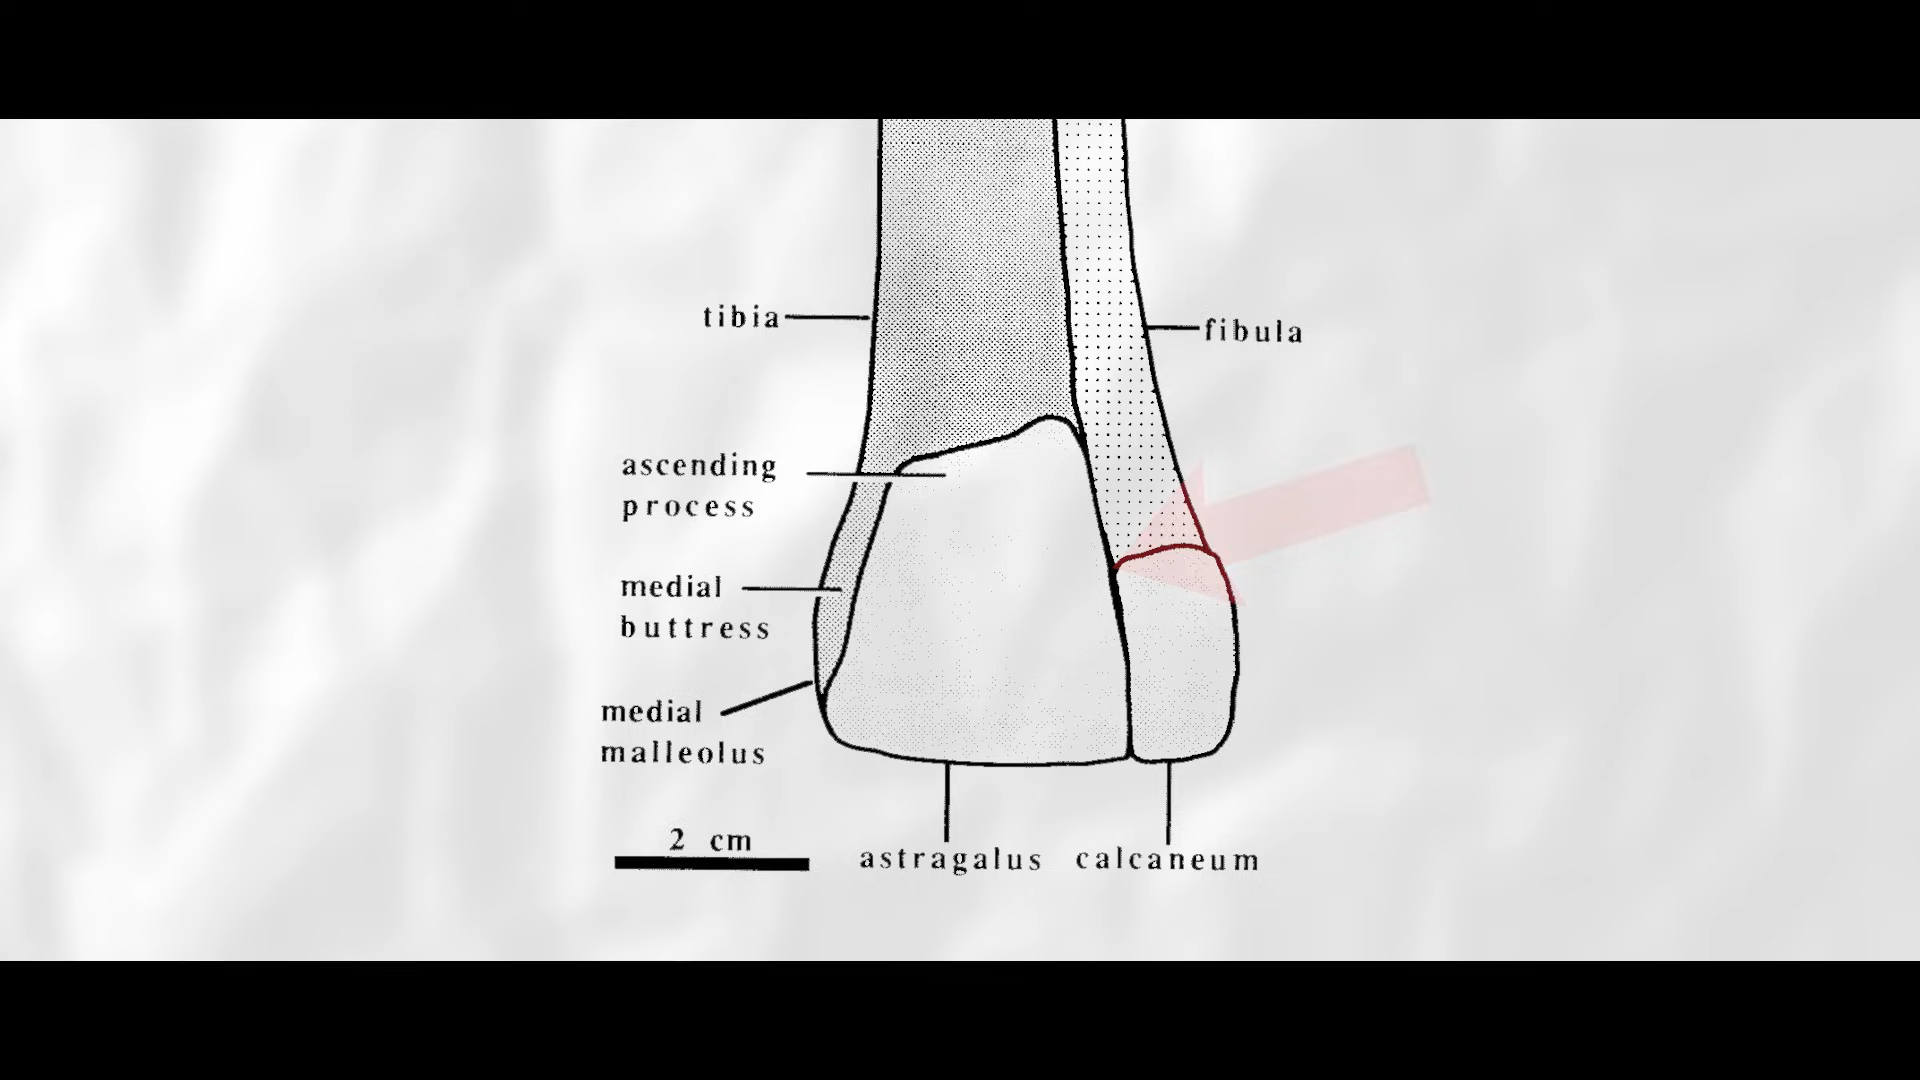 tibia
fibula
ascending
process
medial
buttress
medial
malleolus
2 cm
astragalus
calcaneum